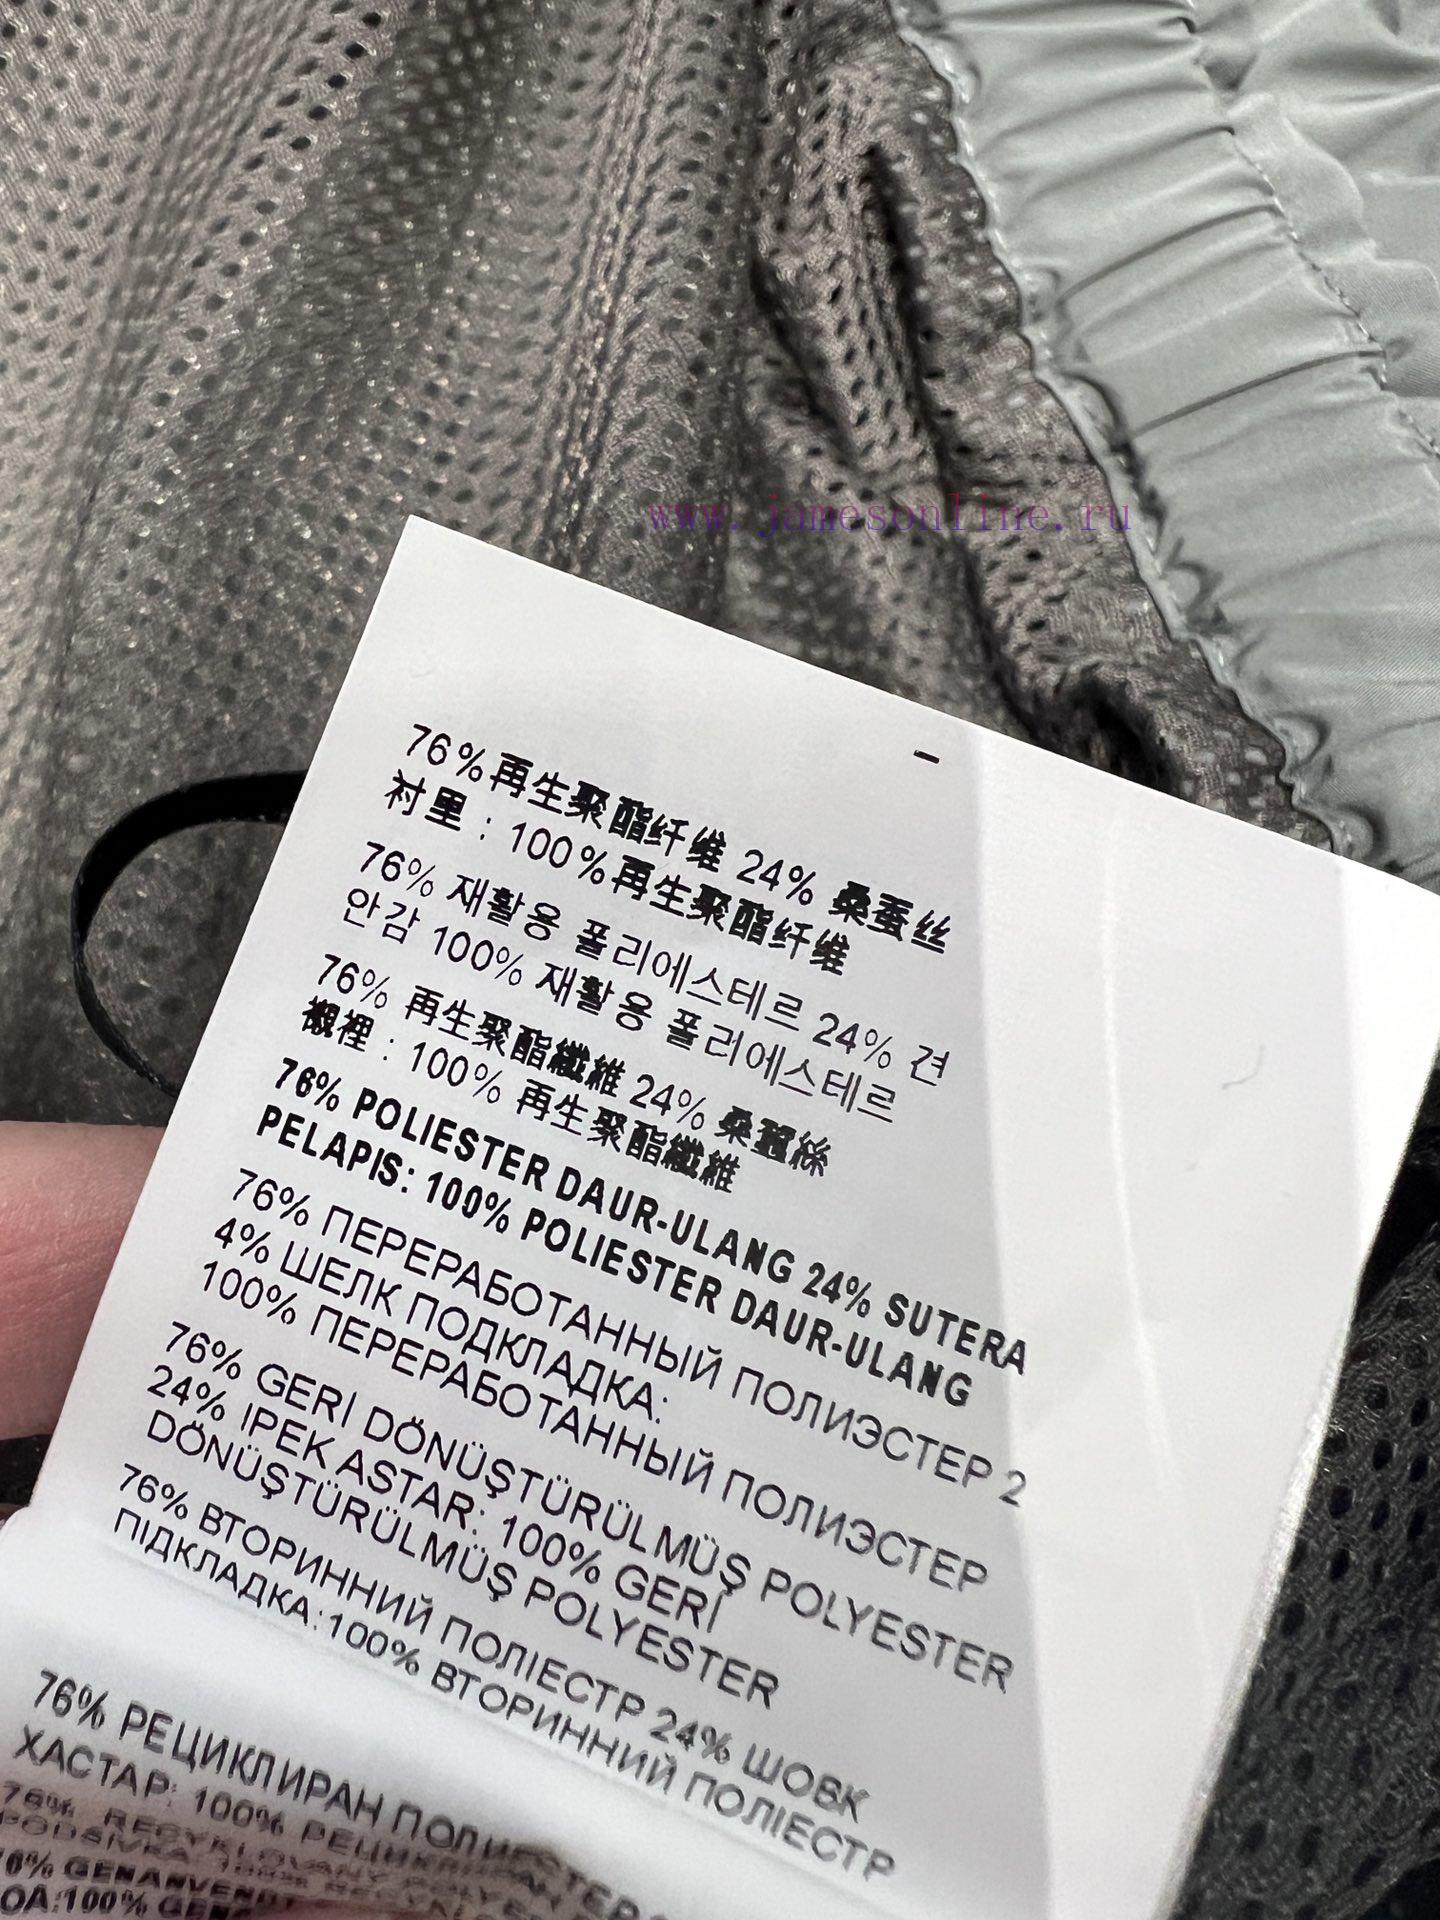 www.jamesonline.ru
76%再生聚酯纤维 24% 桑蚕丝
衬里:100%再生聚酯纤维
76% 재활용 폴리에스테르 24% 견
안감 100% 재활용 폴리에스테르
76% 再生聚酯纖維 24% 桑蠶絲
襯裡:100% 再生聚酯纖維
76% POLIESTER DAUR-ULANG 24% SUTERA
PELAPIS: 100% POLIESTER DAUR-ULANG
76% ПЕРЕРАБОТАННЫЙ ПОЛИЭСТЕР 2
4% ШЕЛК ПОДКЛАДКА:
100% ПЕРЕРАБОТАННЫЙ ПОЛИЭСТЕР
76% GERİ DÖNÜŞTÜRÜLMÜŞ POLYESTER
24% IPEK ASTAR: 100% GERİ
DÖNÜŞTÜRÜLMÜŞ POLYESTER
76% ВТОРИННИЙ ПОЛІЕСТР 24% ШОВК
ПІДКЛАДКА:100% ВТОРИННИЙ ПОЛІЕСТР
76% РЕЦИКЛИРАН
ХАСТАР: 100%
76%
100%